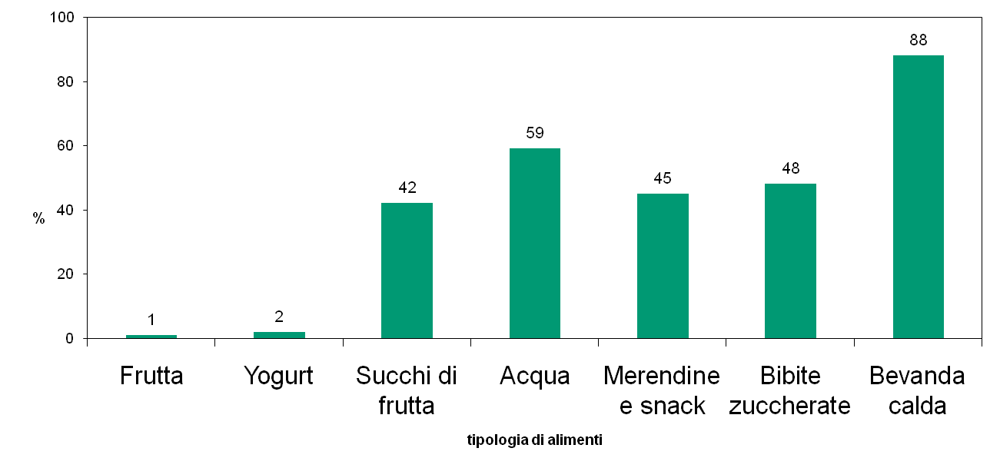 100
88
80
60
59
48
45
42
%
40
20
1
2
0
Frutta
Yogurt
Succhi di
frutta
Acqua
Merendine
e snack
Bibite
zuccherate
Bevanda
calda
tipologia di alimenti